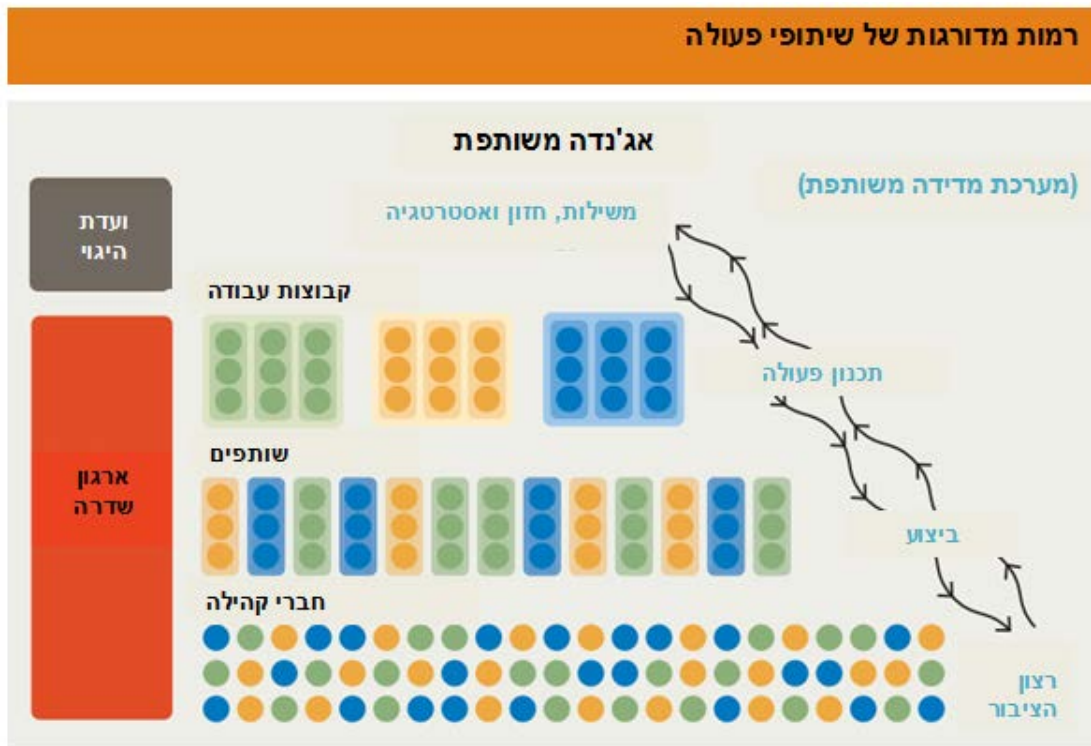 רמות מדורגות של שיתופי פעולה
אג'נדה משותפת
(מערכת מדידה משותפת)
משילות, חזון ואסטרטגיה
ועדת
היגוי
קבוצות עבודה
תכנון פעולה
שותפים
ארגון
שדרה
ביצוע
חברי קהילה
רצון
הציבור